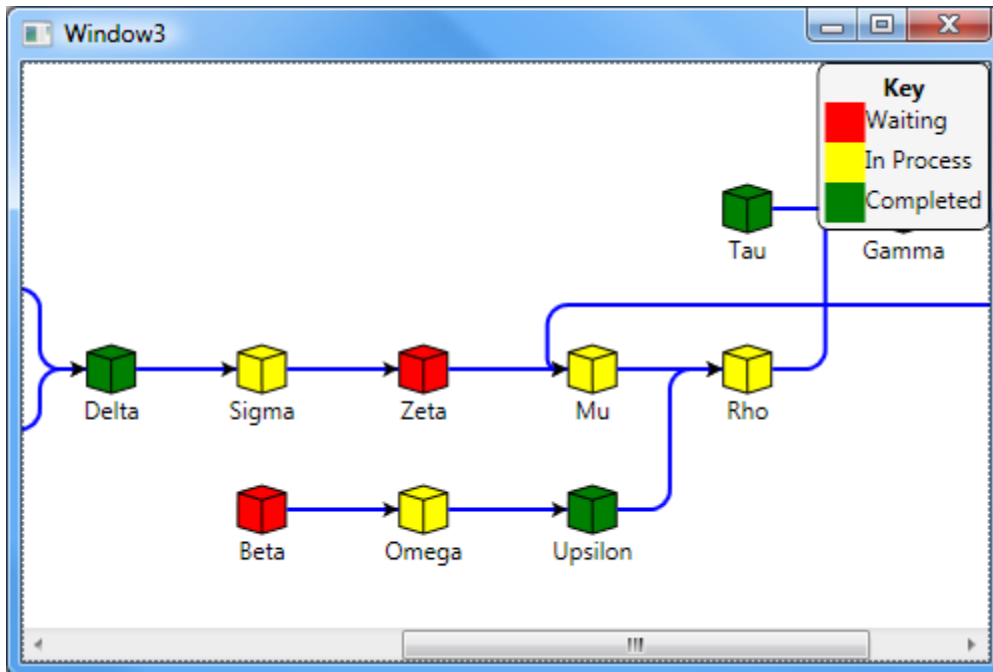 Window3
Key
Waiting
In Process
Completed
Tau
Gamma
Delta
Sigma
Zeta
Mu
Rho
Beta
Omega
Upsilon